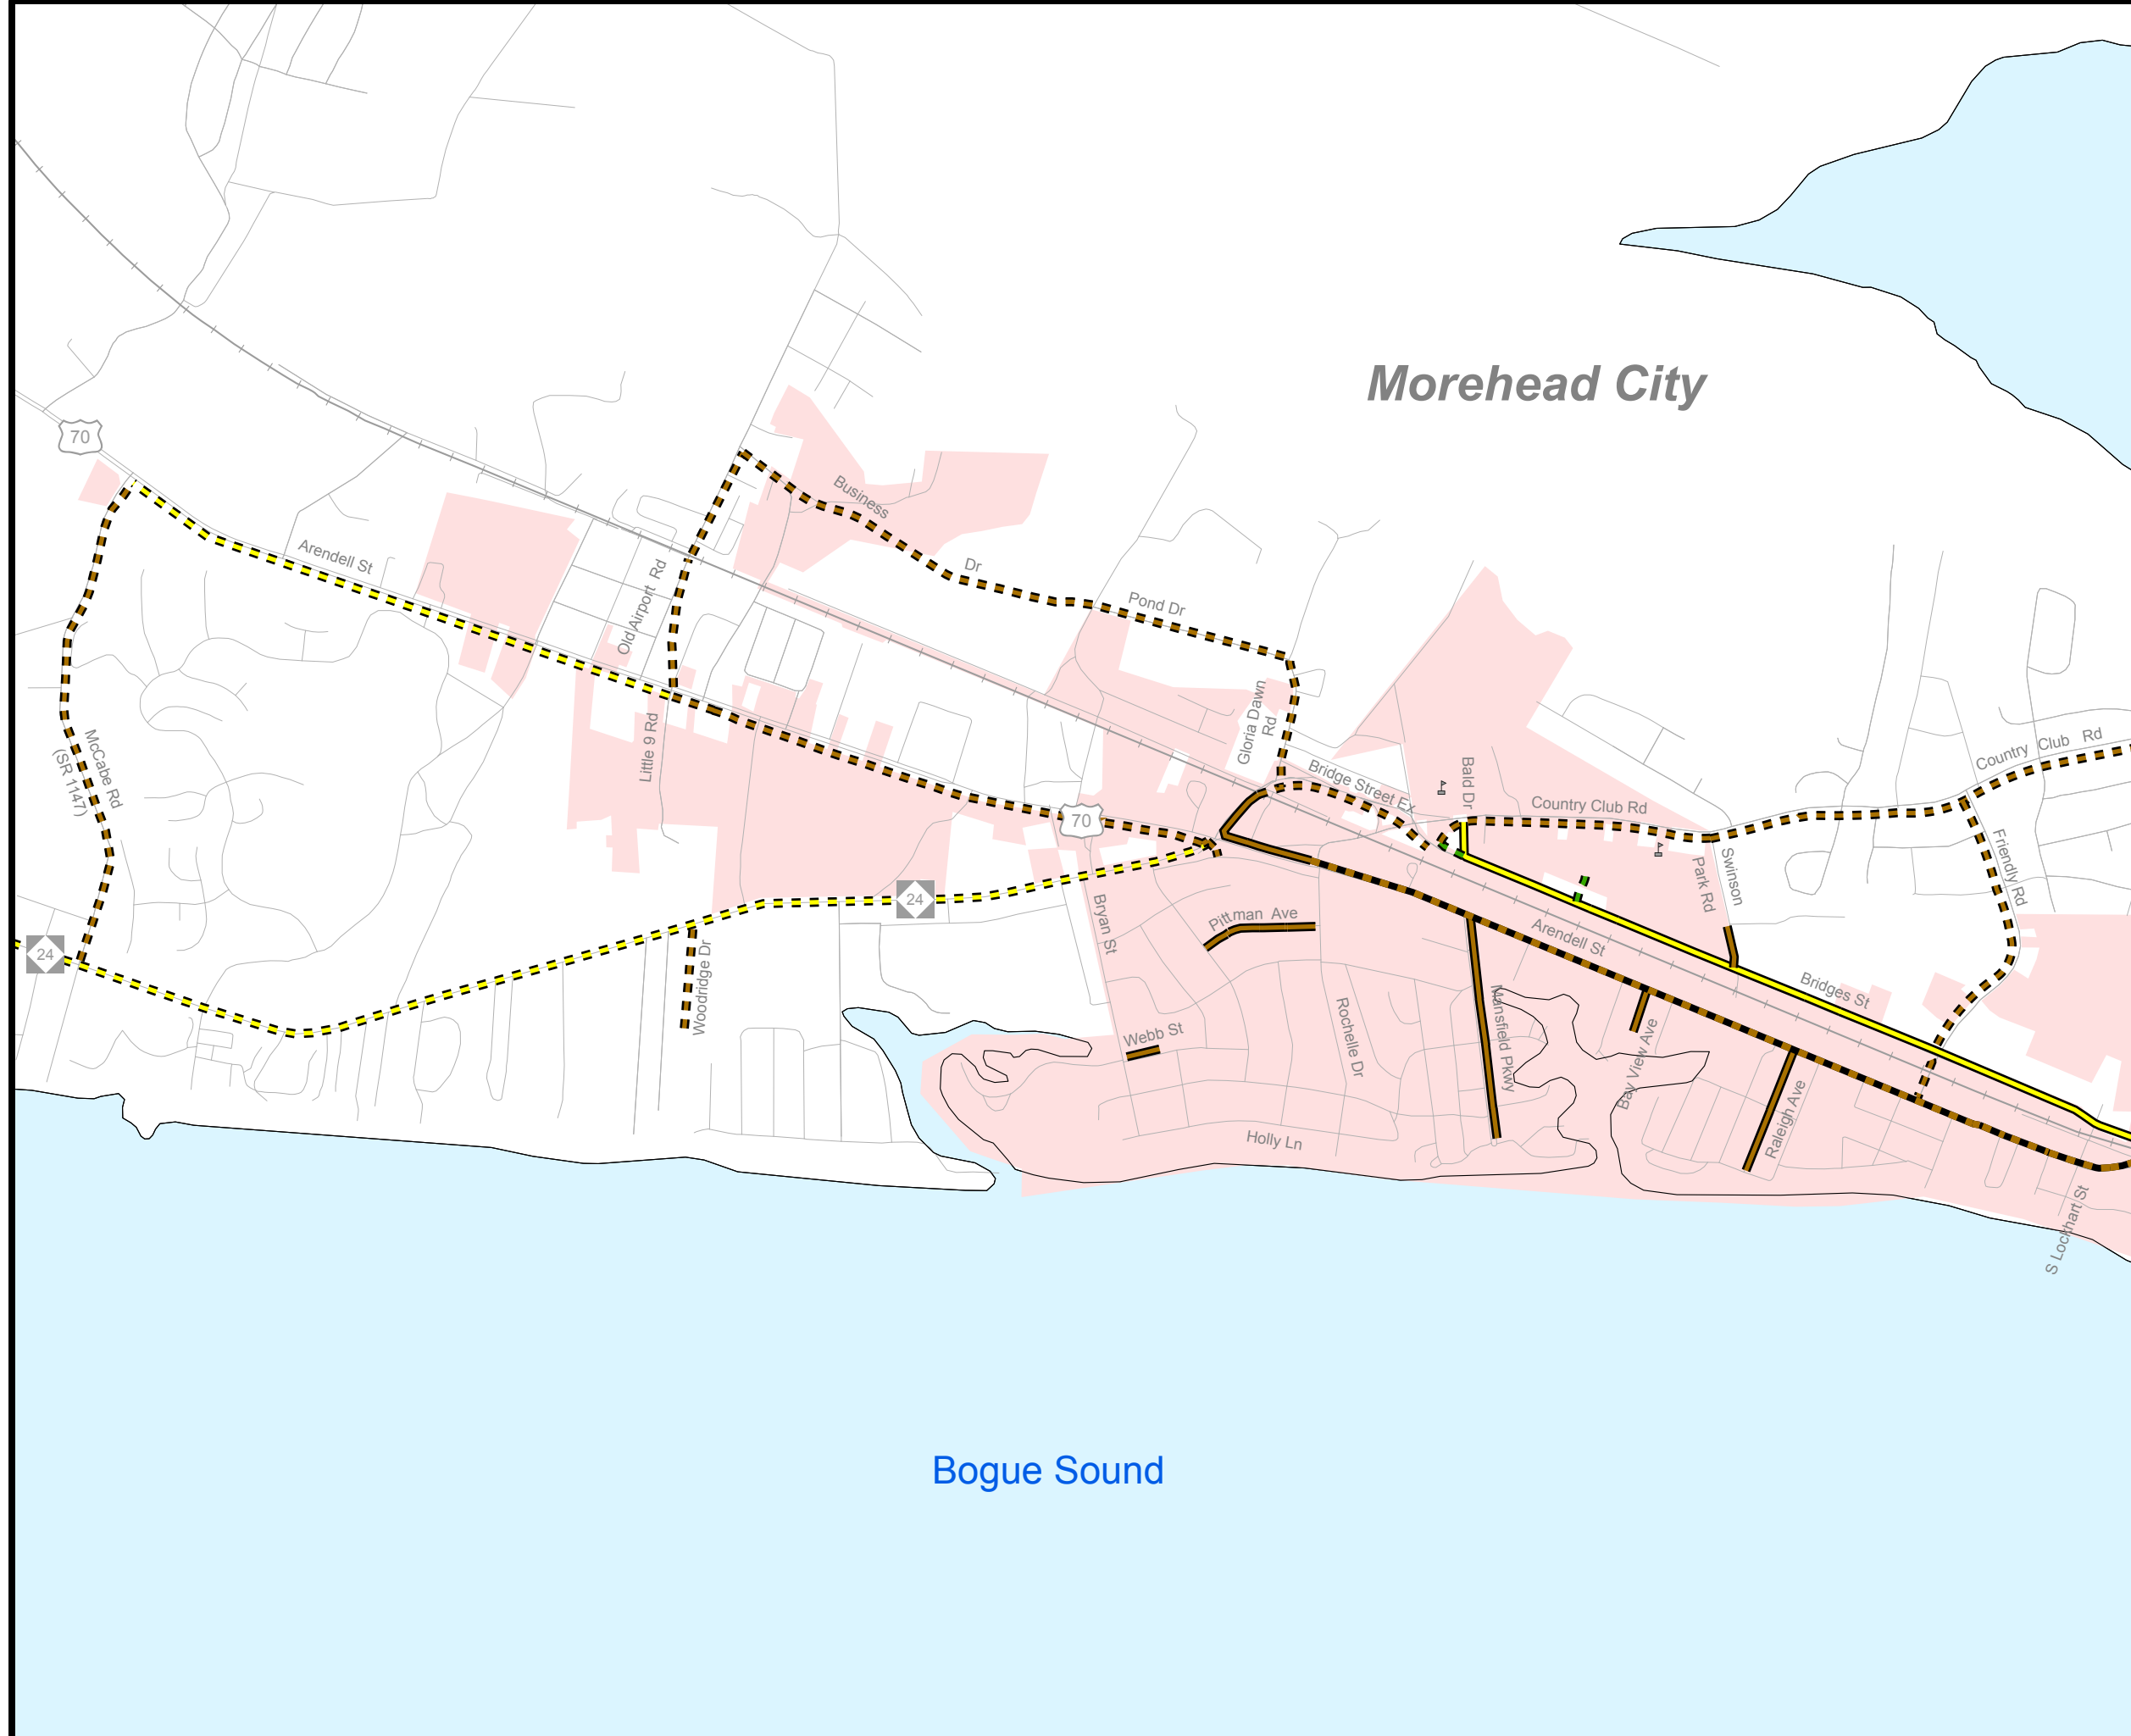 Morehead City
70
Business
Arendell St
Dr
Old Airport Rd
Pond Dr
Gloria Dawn
Rd
McCabe Rd
(SR 1147)
Little 9 Rd
Bridge Street Ex
Bald Dr
Country Club Rd
Country Club Rd
70
Friendly Rd
Swinson
Park Rd
24
24
Bryan St
Pittman Ave
Arendell St
Woodridge Dr
Bridges St
Webb St
Rochelle Dr
Mansfield Pkwy
Bay View Ave
Raleigh Ave
Holly Ln
S Lockhart St
Bogue Sound